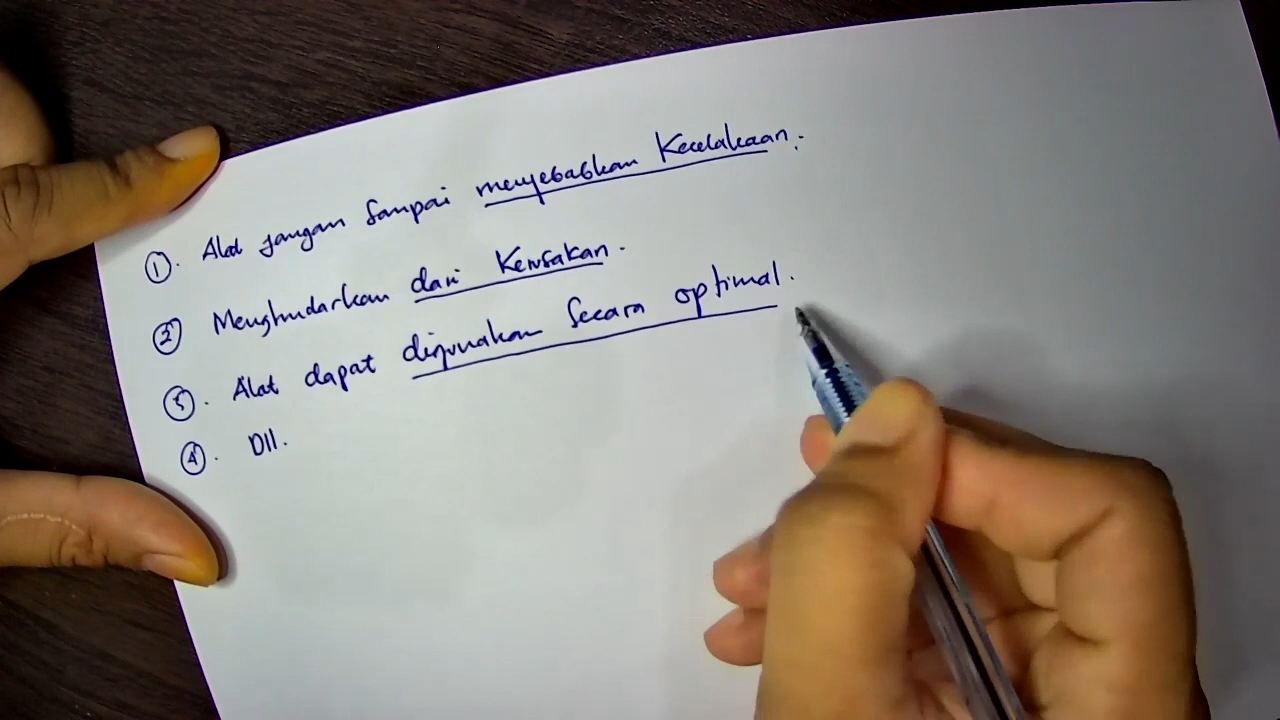 ①. Alat jangan sampai menyebabkan Kecelakaan.
② Menghindarkan dari Kerusakan.
③. Alat dapat digunakan Secara optimal.
④. Dll.